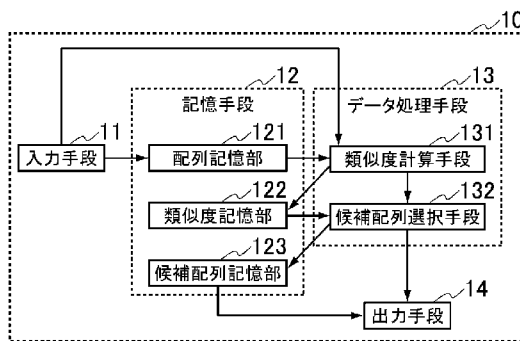 10
12
13
記憶手段
データ処理手段
11
121
131
入力手段
配列記憶部
類似度計算手段
122
132
類似度記憶部
候補配列選択手段
123
候補配列記憶部
14
出力手段